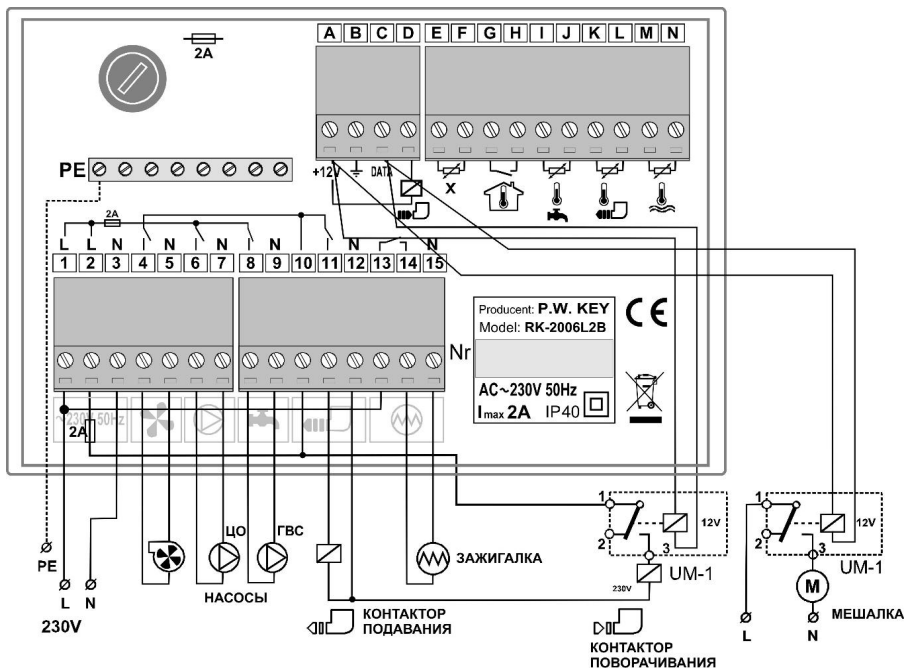 2A
A B C D E F G H I J K L M N
+12V DATA
X
PE
2A
L L N N N N N
1 2 3 4 5 6 7 8 9 10 11 12 13 14 15
Producent: P.W. KEY
Model: RK-2006L2B
CE
Nr
AC~230V 50Hz
I max 2A IP40
~230V 50Hz
2A
1
2
3
12V
230V
UM-1
1
2
3
12V
UM-1
PE
L N
230V
ЦО
ГВС
НАСОСЫ
ЗАЖИГАЛКА
КОНТАКТОР
ПОДАВАНИЯ
КОНТАКТОР
ПОВОРАЧИВАНИЯ
M
МЕШАЛКА
L N